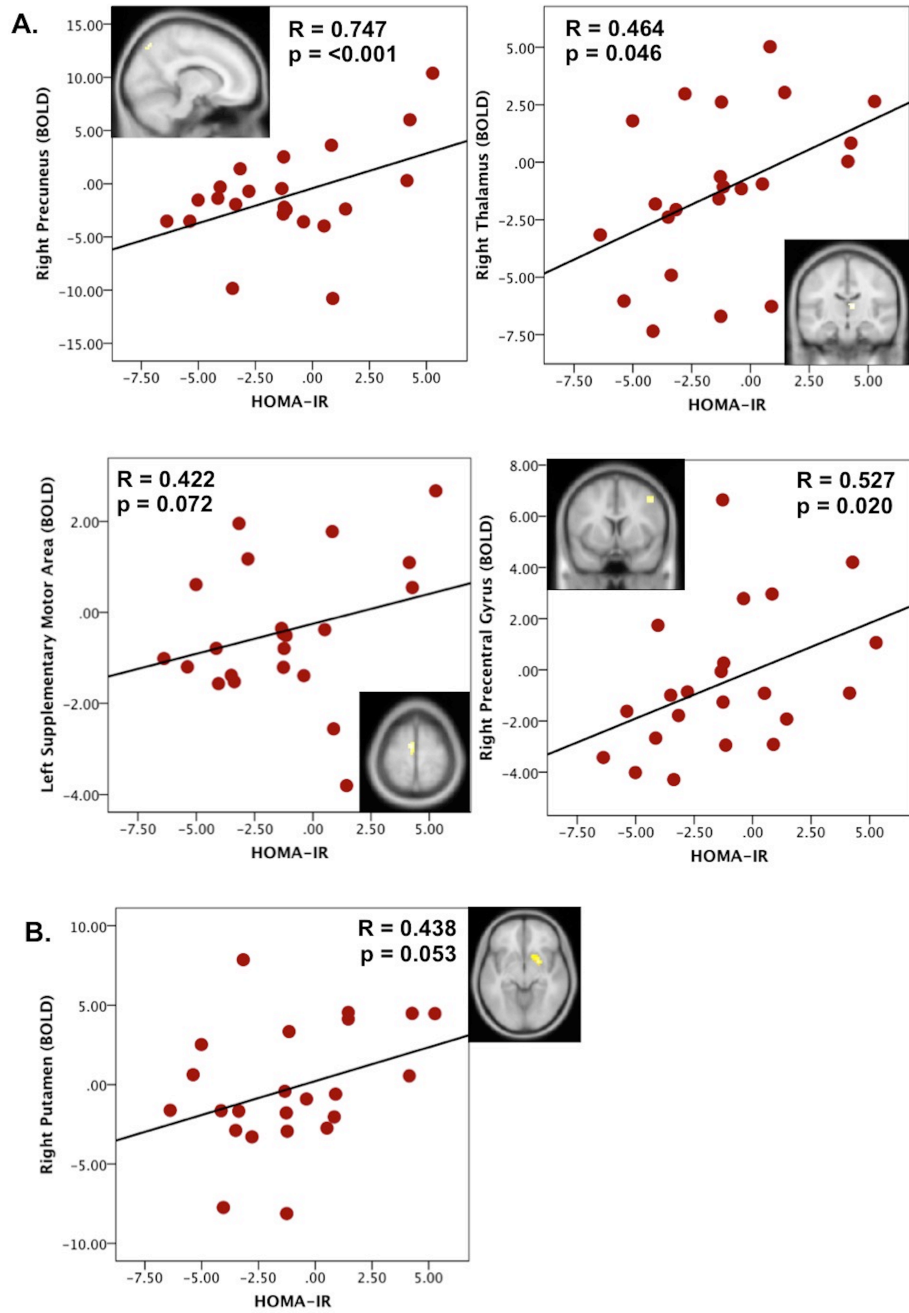 A.
R = 0.747
p = <0.001
Right Precuneus (BOLD)
15.00
10.00
5.00
.00
−5.00
−10.00
−15.00
−7.50
−5.00
−2.50
.00
2.50
5.00
HOMA-IR
R = 0.464
p = 0.046
Right Thalamus (BOLD)
5.00
2.50
.00
−2.50
−5.00
−7.50
−7.50
−5.00
−2.50
.00
2.50
5.00
HOMA-IR
R = 0.422
p = 0.072
Left Supplementary Motor Area (BOLD)
2.00
.00
−2.00
−4.00
−7.50
−5.00
−2.50
.00
2.50
5.00
HOMA-IR
R = 0.527
p = 0.020
Right Precentral Gyrus (BOLD)
8.00
6.00
4.00
2.00
.00
−2.00
−4.00
−7.50
−5.00
−2.50
.00
2.50
5.00
HOMA-IR
B.
R = 0.438
p = 0.053
Right Putamen (BOLD)
10.00
5.00
.00
−5.00
−10.00
−7.50
−5.00
−2.50
.00
2.50
5.00
HOMA-IR